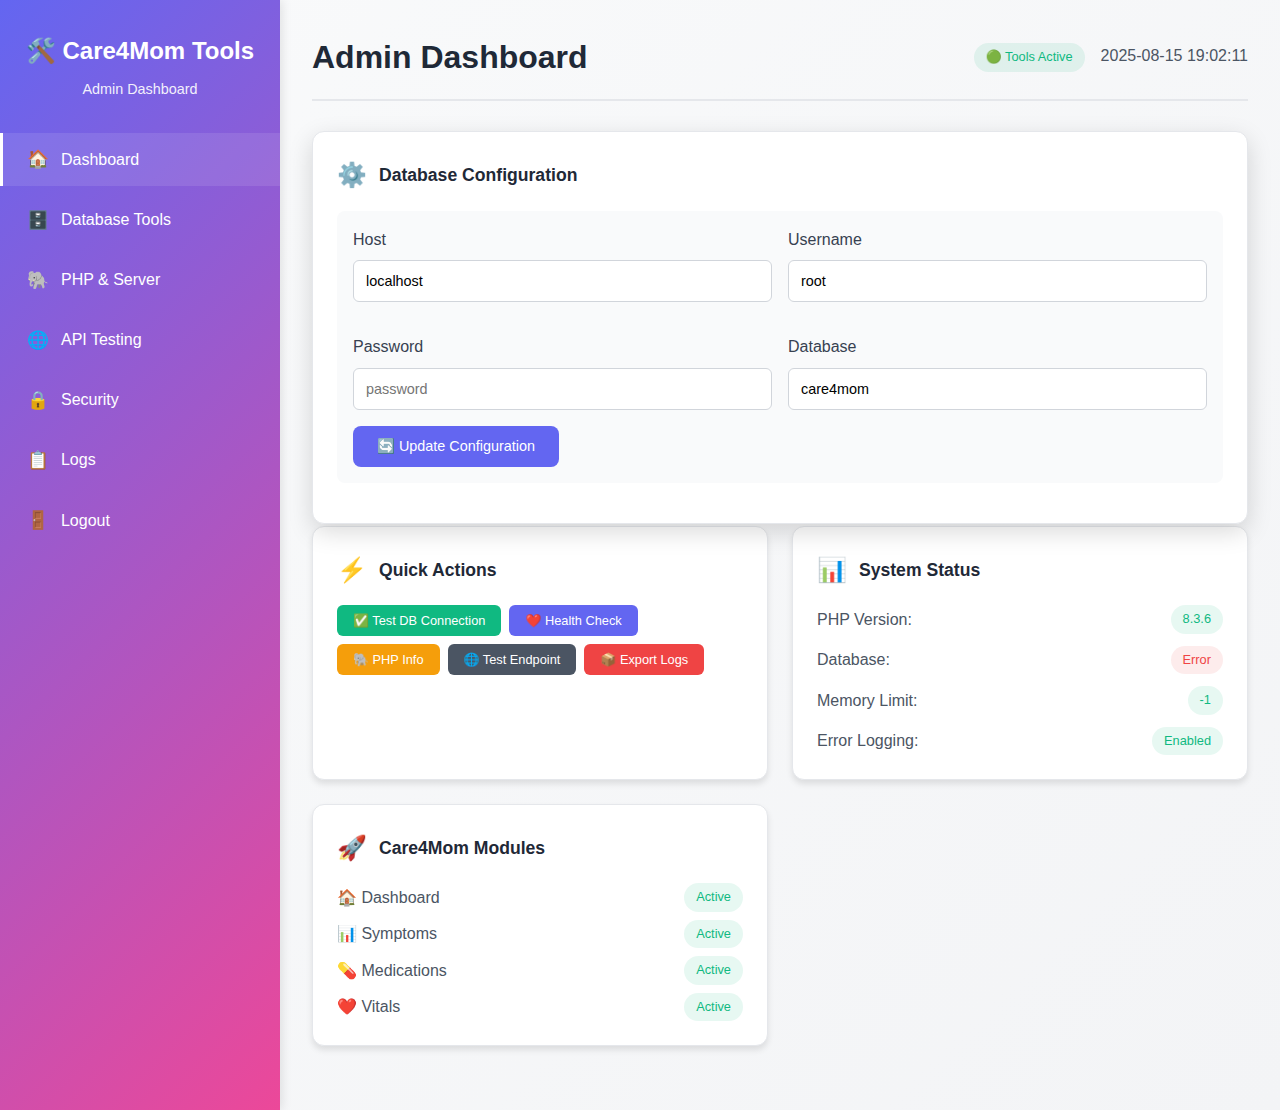 🛠️ Care4Mom Tools
Admin Dashboard
🏠 Dashboard
🗄️ Database Tools
🐘 PHP & Server
🌐 API Testing
🔒 Security
📋 Logs
🚪 Logout
Admin Dashboard
🟢 Tools Active
2025-08-15 19:02:11
⚙️ Database Configuration
Host
Username
localhost
root
Password
Database
password
care4mom
🔄 Update Configuration
⚡ Quick Actions
✅ Test DB Connection
❤️ Health Check
🐘 PHP Info
🌐 Test Endpoint
📦 Export Logs
📊 System Status
PHP Version: 8.3.6
Database: Error
Memory Limit: -1
Error Logging: Enabled
🚀 Care4Mom Modules
🏠 Dashboard Active
📊 Symptoms Active
💊 Medications Active
❤️ Vitals Active